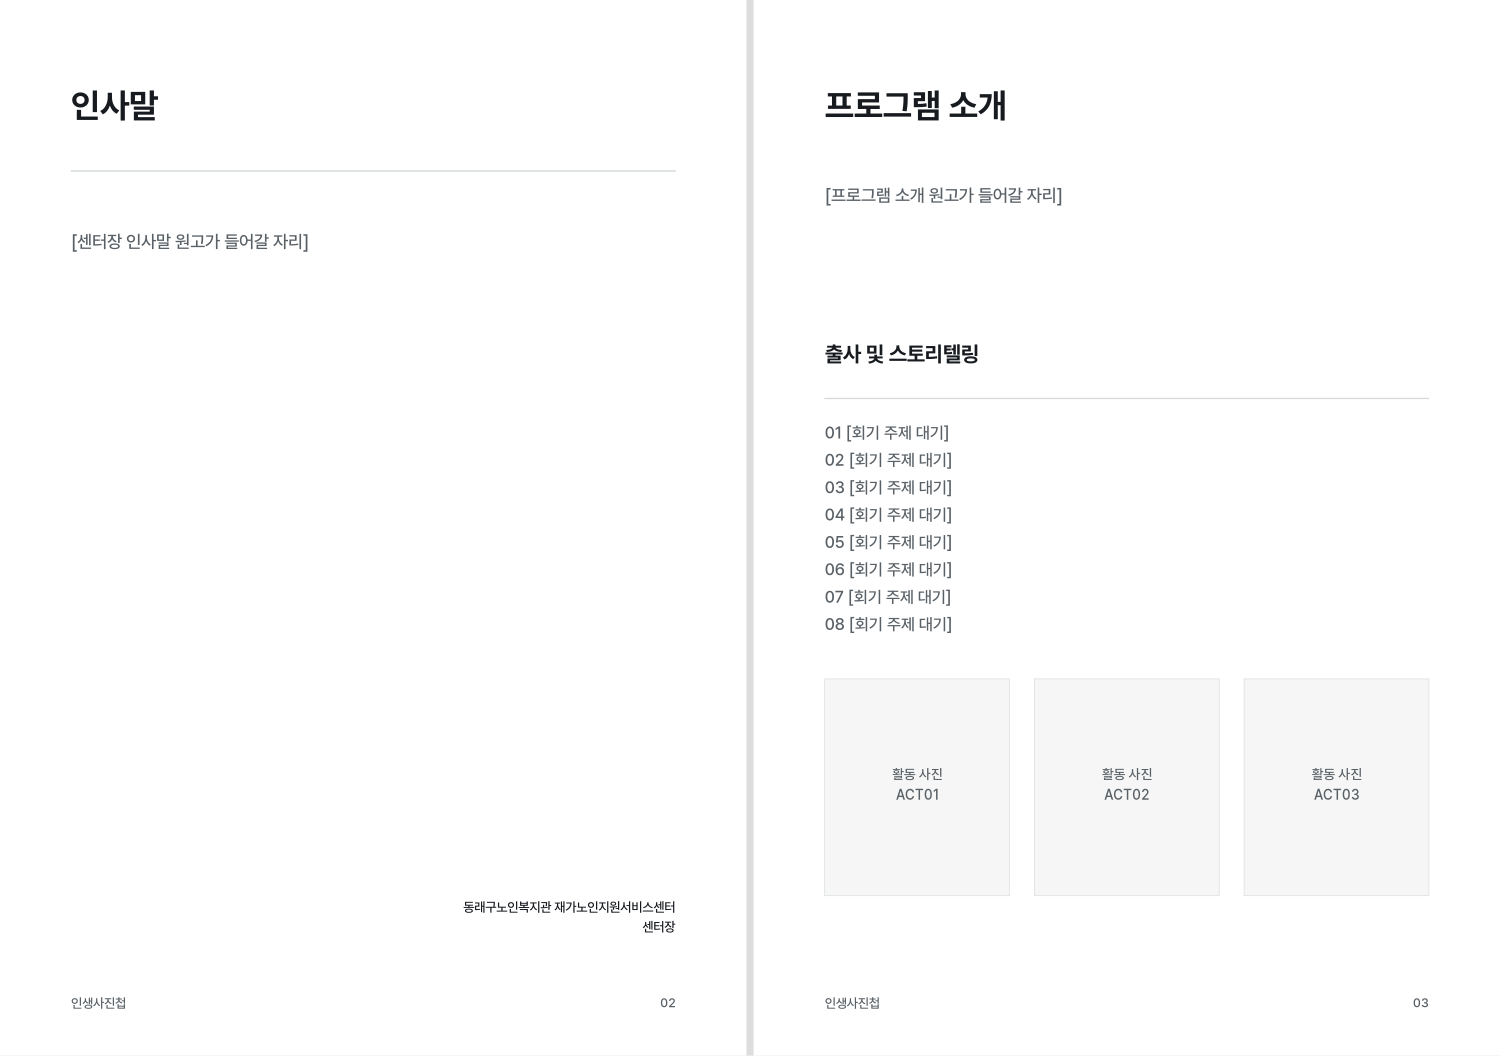 인사말
[센터장 인사말 원고가 들어갈 자리]
동래구노인복지관 재가노인지원서비스센터
센터장
인생사진첩
02
프로그램 소개
[프로그램 소개 원고가 들어갈 자리]
출사 및 스토리텔링
01 [회기 주제 대기]
02 [회기 주제 대기]
03 [회기 주제 대기]
04 [회기 주제 대기]
05 [회기 주제 대기]
06 [회기 주제 대기]
07 [회기 주제 대기]
08 [회기 주제 대기]
활동 사진
ACT01
활동 사진
ACT02
활동 사진
ACT03
인생사진첩
03